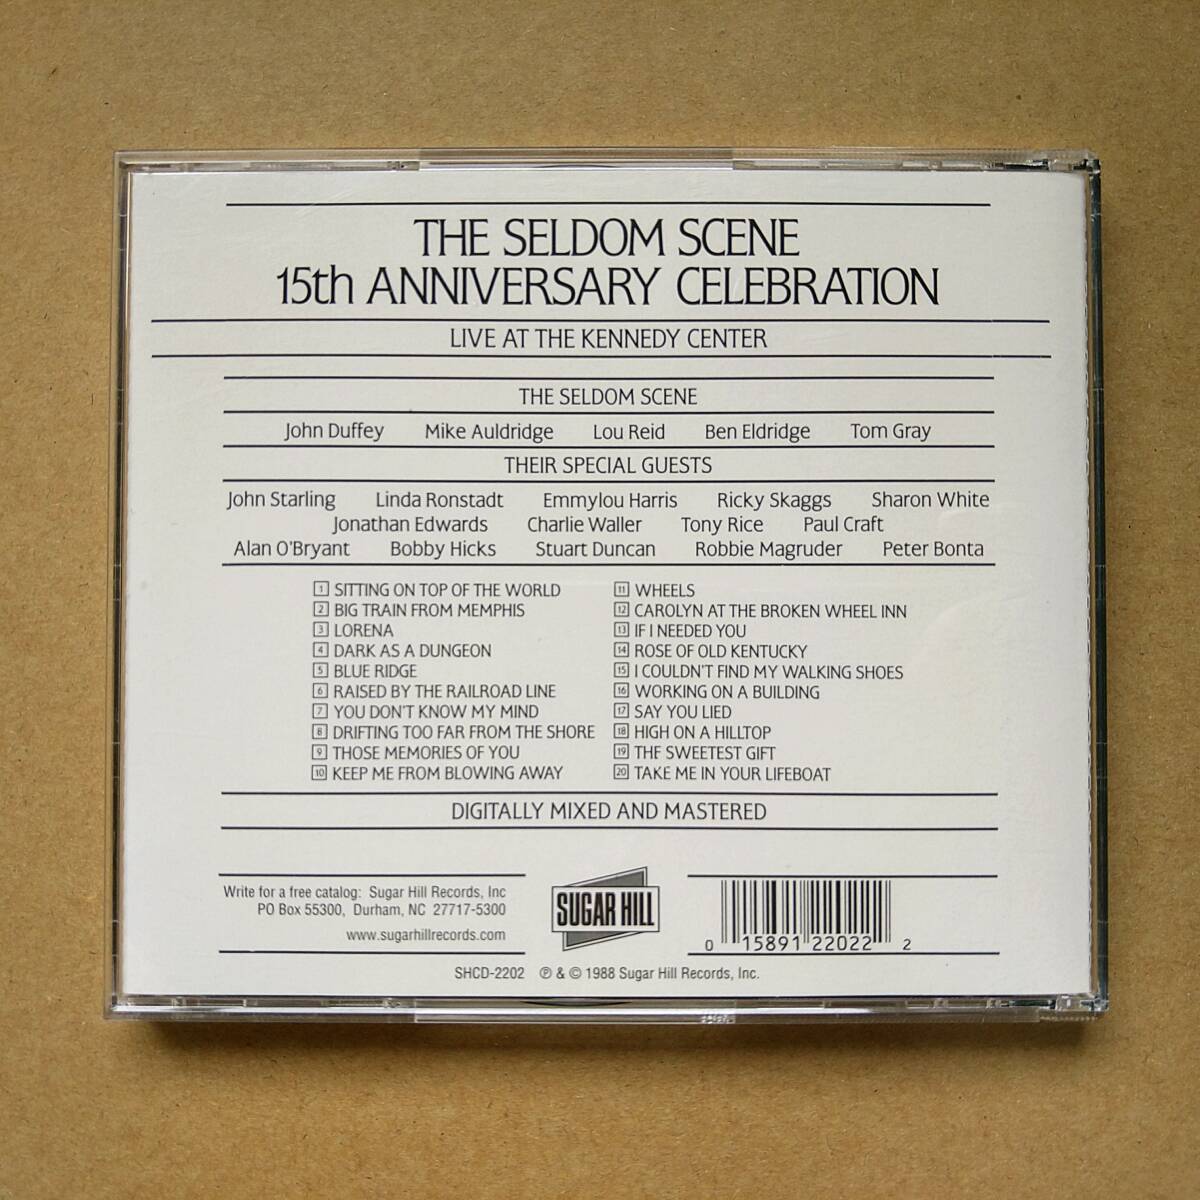 THE SELDOM SCENE
15th ANNIVERSARY CELEBRATION
LIVE AT THE KENNEDY CENTER
THE SELDOM SCENE
John Duffey Mike Auldridge Lou Reid Ben Eldridge Tom Gray
THEIR SPECIAL GUESTS
John Starling Linda Ronstadt Emmylou Harris Ricky Skaggs Sharon White
Jonathan Edwards Charlie Waller Tony Rice Paul Craft
Alan O'Bryant Bobby Hicks Stuart Duncan Robbie Magruder Peter Bonta
1 SITTING ON TOP OF THE WORLD
2 BIG TRAIN FROM MEMPHIS
3 LORENA
4 DARK AS A DUNGEON
5 BLUE RIDGE
6 RAISED BY THE RAILROAD LINE
7 YOU DON'T KNOW MY MIND
8 DRIFTING TOO FAR FROM THE SHORE
9 THOSE MEMORIES OF YOU
10 KEEP ME FROM BLOWING AWAY
11 WHEELS
12 CAROLYN AT THE BROKEN WHEEL INN
13 IF I NEEDED YOU
14 ROSE OF OLD KENTUCKY
15 I COULDN'T FIND MY WALKING SHOES
16 WORKING ON A BUILDING
17 SAY YOU LIED
18 HIGH ON A HILLTOP
19 THE SWEETEST GIFT
20 TAKE ME IN YOUR LIFEBOAT
DIGITALLY MIXED AND MASTERED
Write for a free catalog: Sugar Hill Records, Inc
PO Box 55300, Durham, NC 27717-5300
www.sugarhillrecords.com
SUGAR HILL
0 15891 22022 2
SHCD-2202 ℗ & © 1988 Sugar Hill Records, Inc.